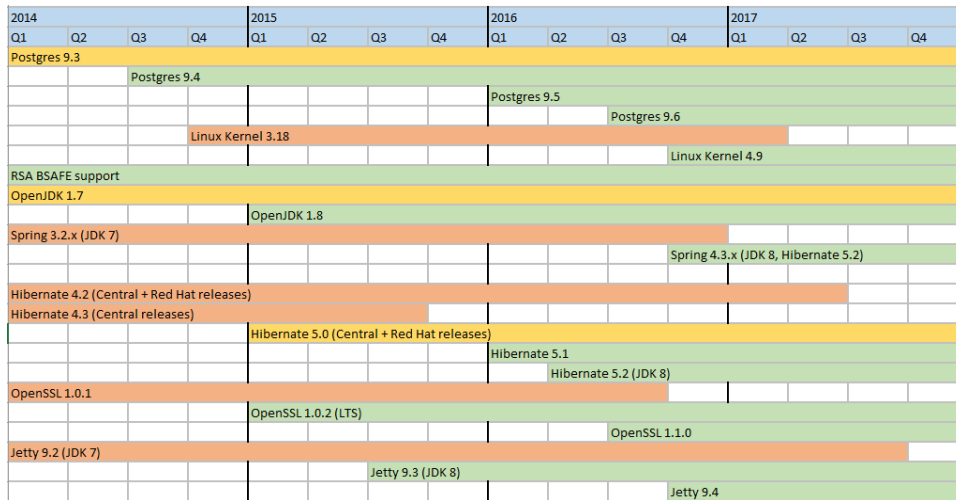 2014 2015 2016 2017
Q1 Q2 Q3 Q4 Q1 Q2 Q3 Q4 Q1 Q2 Q3 Q4 Q1 Q2 Q3 Q4
Postgres 9.3
Postgres 9.4
Postgres 9.5
Postgres 9.6
Linux Kernel 3.18
Linux Kernel 4.9
RSA BSAFE support
OpenJDK 1.7
OpenJDK 1.8
Spring 3.2.x (JDK 7)
Spring 4.3.x (JDK 8, Hibernate 5.2)
Hibernate 4.2 (Central + Red Hat releases)
Hibernate 4.3 (Central releases)
Hibernate 5.0 (Central + Red Hat releases)
Hibernate 5.1
Hibernate 5.2 (JDK 8)
OpenSSL 1.0.1
OpenSSL 1.0.2 (LTS)
OpenSSL 1.1.0
Jetty 9.2 (JDK 7)
Jetty 9.3 (JDK 8)
Jetty 9.4